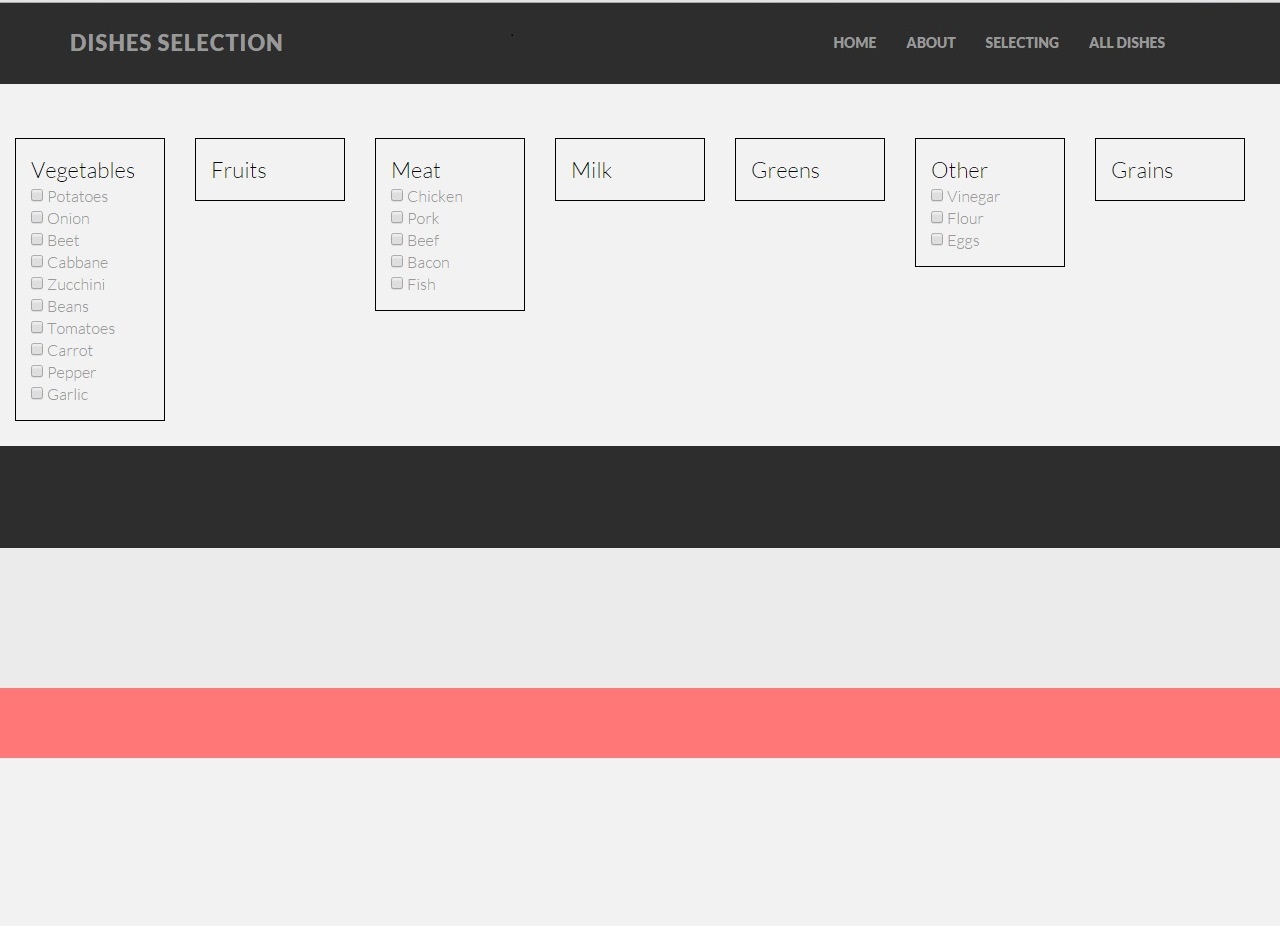 DISHES SELECTION
HOME ABOUT SELECTING ALL DISHES
Vegetables
Potatoes
Onion
Beet
Cabbane
Zucchini
Beans
Tomatoes
Carrot
Pepper
Garlic
Fruits
Meat
Chicken
Pork
Beef
Bacon
Fish
Milk
Greens
Other
Vinegar
Flour
Eggs
Grains